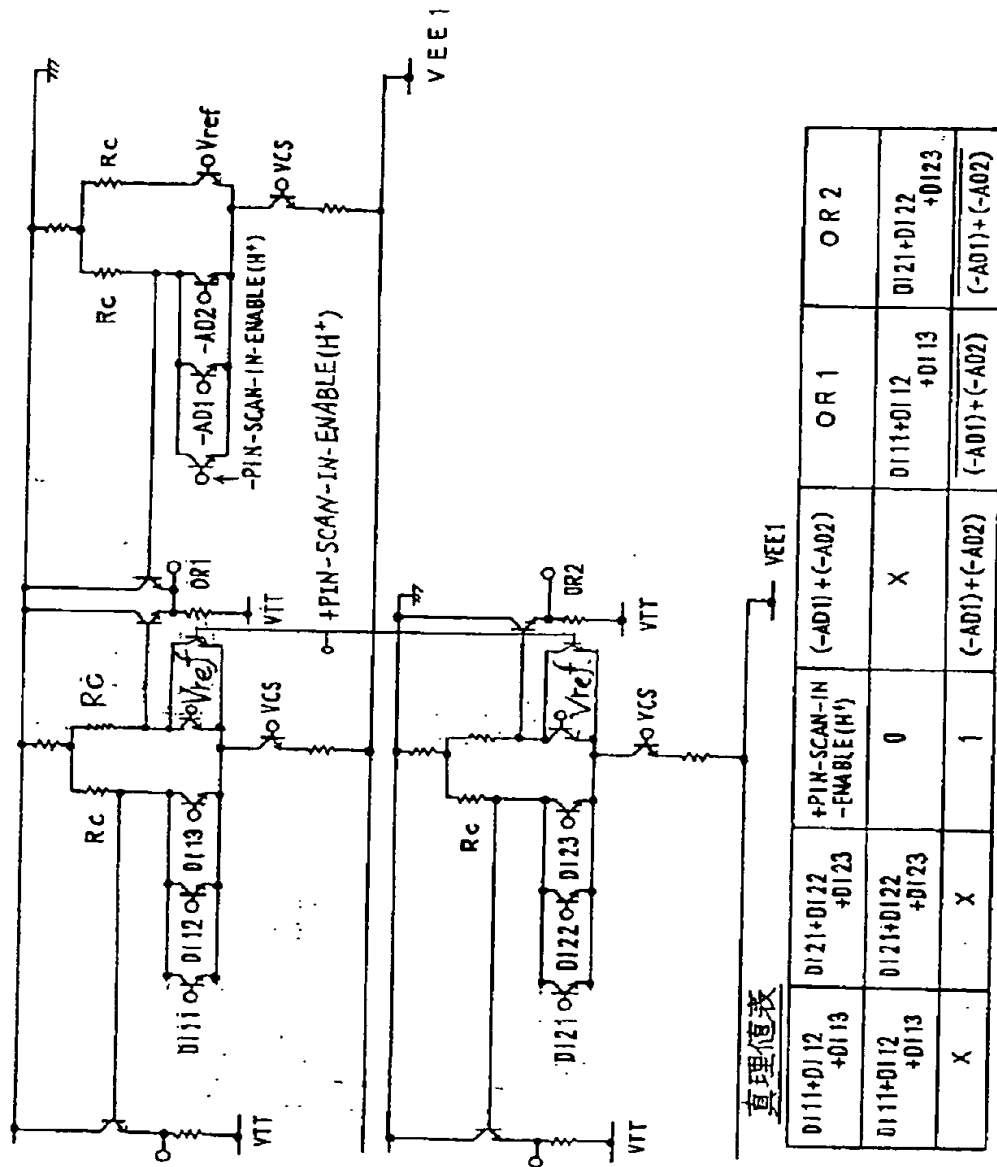 Rc
RC
Rc
Rc
DI11
DI12
DI13
Vref
OR1
-AD1
-AD2
Vref
VTT
VTT
-PIN-SCAN-IN-ENABLE(H⁺)
VCS
VCS
+PIN-SCAN-IN-ENABLE(H⁺)
VEE1
Rc
DI21
DI22
DI23
Vref.
OR2
VTT
VTT
VCS
VEE1
真理値表
DI11+DI12
+DI13
DI21+DI22
+DI23
+PIN-SCAN-IN
-ENABLE(H⁺)
(-AD1)+(-AD2)
OR1
OR2
DI11+DI12
+DI13
DI21+DI22
+DI23
0
X
DI11+DI12
+DI13
DI21+DI22
+DI23
X
X
1
(-AD1)+(-AD2)
(-AD1)+(-AD2)
(-AD1)+(-AD2)